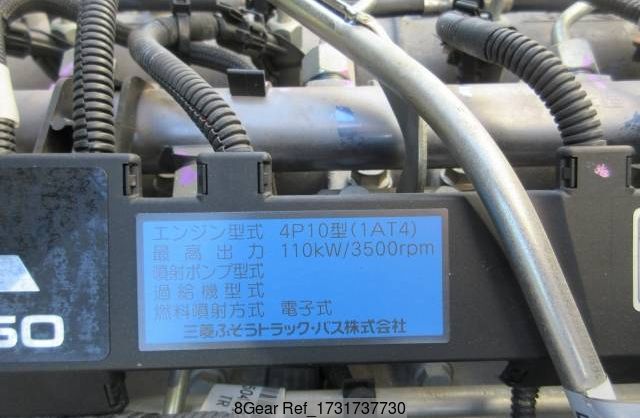 エンジン型式 4P10型(1AT4)
最高出力 110kW/3500rpm
噴射ポンプ型式
過給機型式
燃料噴射方式 電子式
三菱ふそうトラック・バス株式会社
50
8Gear Ref_1731737730